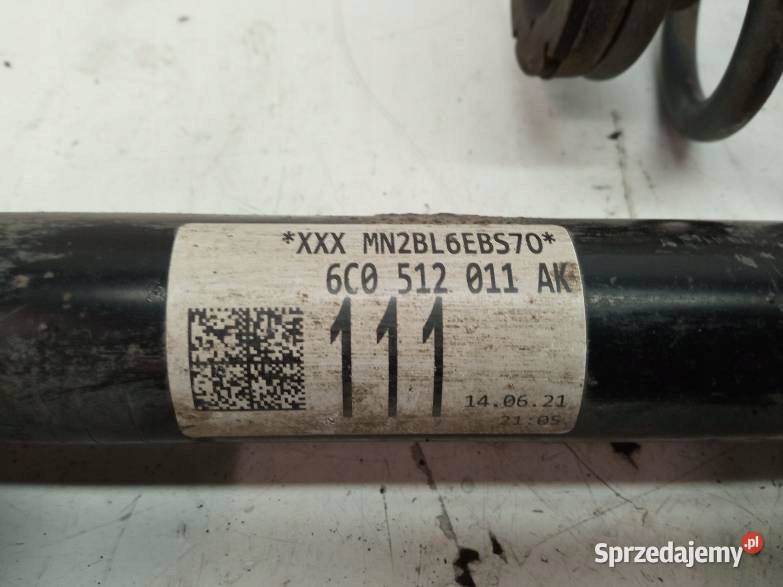 *XXX MN2BL6EBS70*
6C0 512 011 AK
111
14.06.21
21:05
Sprzedajemy.pl